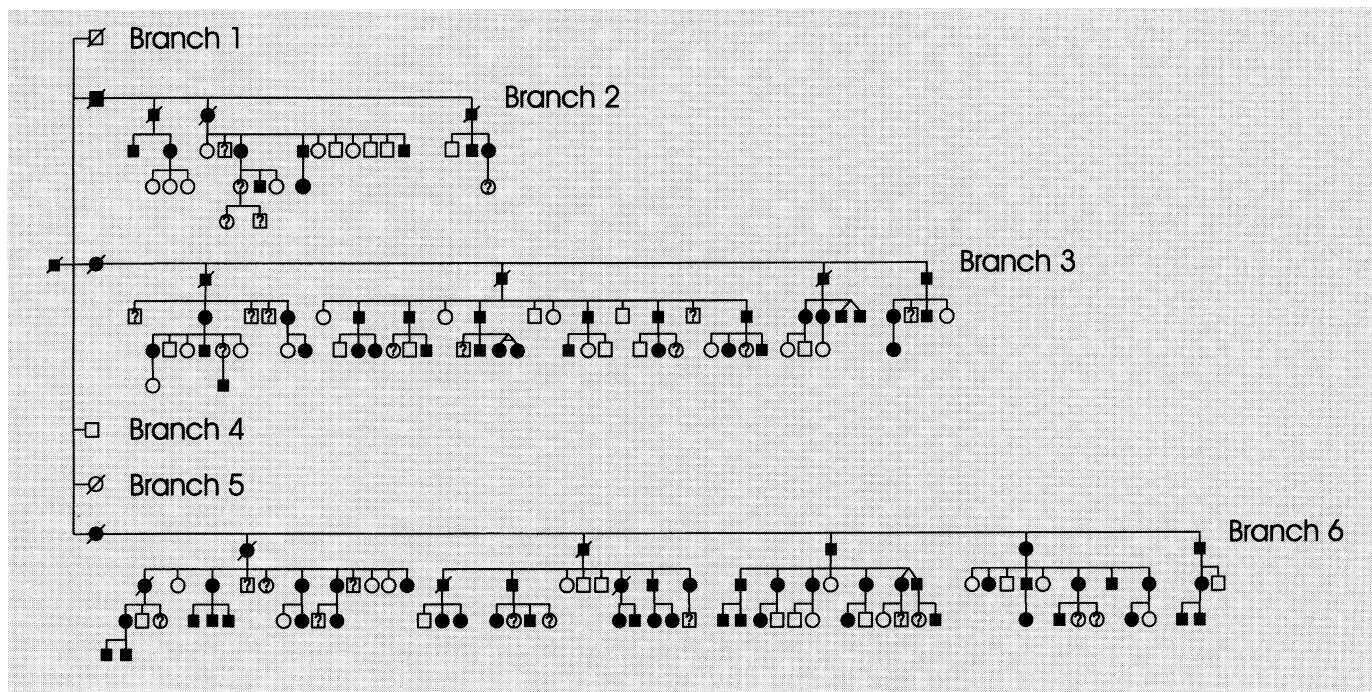 Branch 1
Branch 2
? 
? ?
? ?
Branch 3
? ? ? ? ?
? ? ? ? ?
Branch 4
Branch 5
Branch 6
? ? ?
? ? ? ? ? ? ? ? ? ?